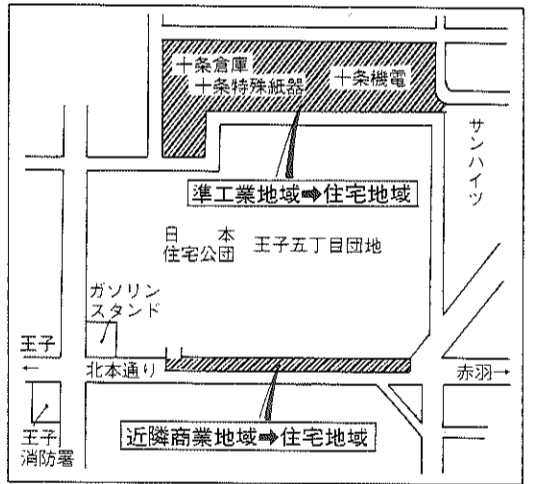 十条倉庫
十条特殊紙器
十条機電
サンハイツ
準工業地域➡住宅地域
日本
住宅公団
王子五丁目団地
ガソリン
スタンド
王子
←
北本通り
赤羽→
王子
消防署
近隣商業地域➡住宅地域